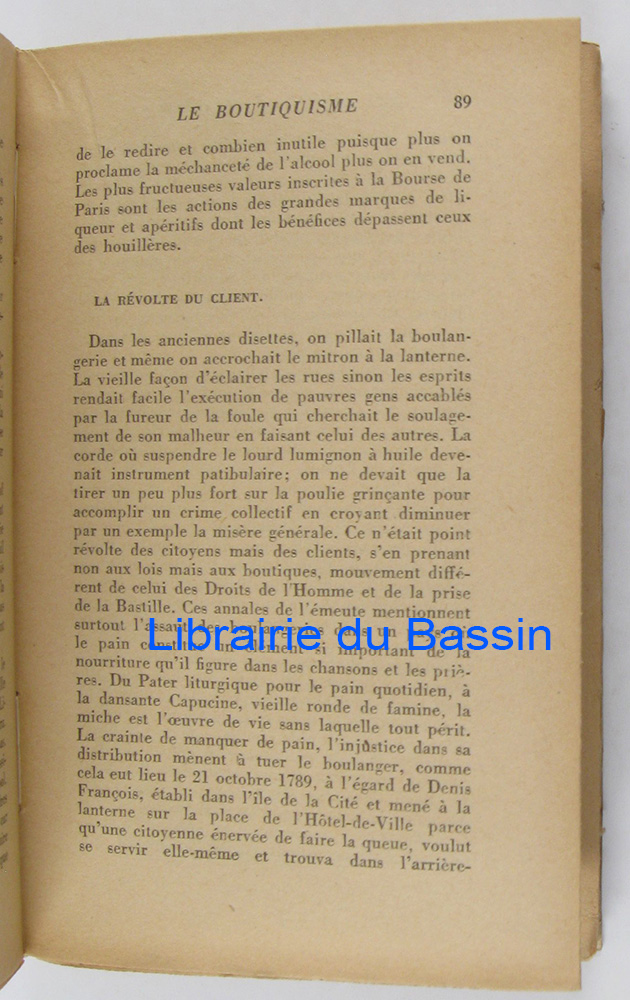 LE BOUTIQUISME 89
de le redire et combien inutile puisque plus on
proclame la méchanceté de l'alcool plus on en vend.
Les plus fructueuses valeurs inscrites à la Bourse de
Paris sont les actions des grandes marques de li-
queur et apéritifs dont les bénéfices dépassent ceux
des houillères.
LA RÉVOLTE DU CLIENT.
Dans les anciennes disettes, on pillait la boulan-
gerie et même on accrochait le mitron à la lanterne.
La vieille façon d'éclairer les rues sinon les esprits
rendait facile l'exécution de pauvres gens accablés
par la fureur de la foule qui cherchait le soulage-
ment de son malheur en faisant celui des autres. La
corde où suspendre le lourd lumignon à huile deve-
nait instrument patibulaire; on ne devait que la
tirer un peu plus fort sur la poulie grinçante pour
accomplir un crime collectif en croyant diminuer
par un exemple la misère générale. Ce n'était point
révolte des citoyens mais des clients, s'en prenant
non aux lois mais aux boutiques, mouvement diffé-
rent de celui des Droits de l'Homme et de la prise
de la Bastille. Ces annales de l'émeute mentionnent
surtout l'assaut des boulangeries dans un
Librairie du Bassin
le pain constitue un élément si important de la
nourriture qu'il figure dans les chansons et les priè-
res. Du Pater liturgique pour le pain quotidien, à
la dansante Capucine, vieille ronde de famine, la
miche est l'œuvre de vie sans laquelle tout périt.
La crainte de manquer de pain, l'injustice dans sa
distribution mènent à tuer le boulanger, comme
cela eut lieu le 21 octobre 1789, à l'égard de Denis
François, établi dans l'île de la Cité et mené à la
lanterne sur la place de l'Hôtel-de-Ville parce
qu'une citoyenne énervée de faire la queue, voulut
se servir elle-même et trouva dans l'arrière-